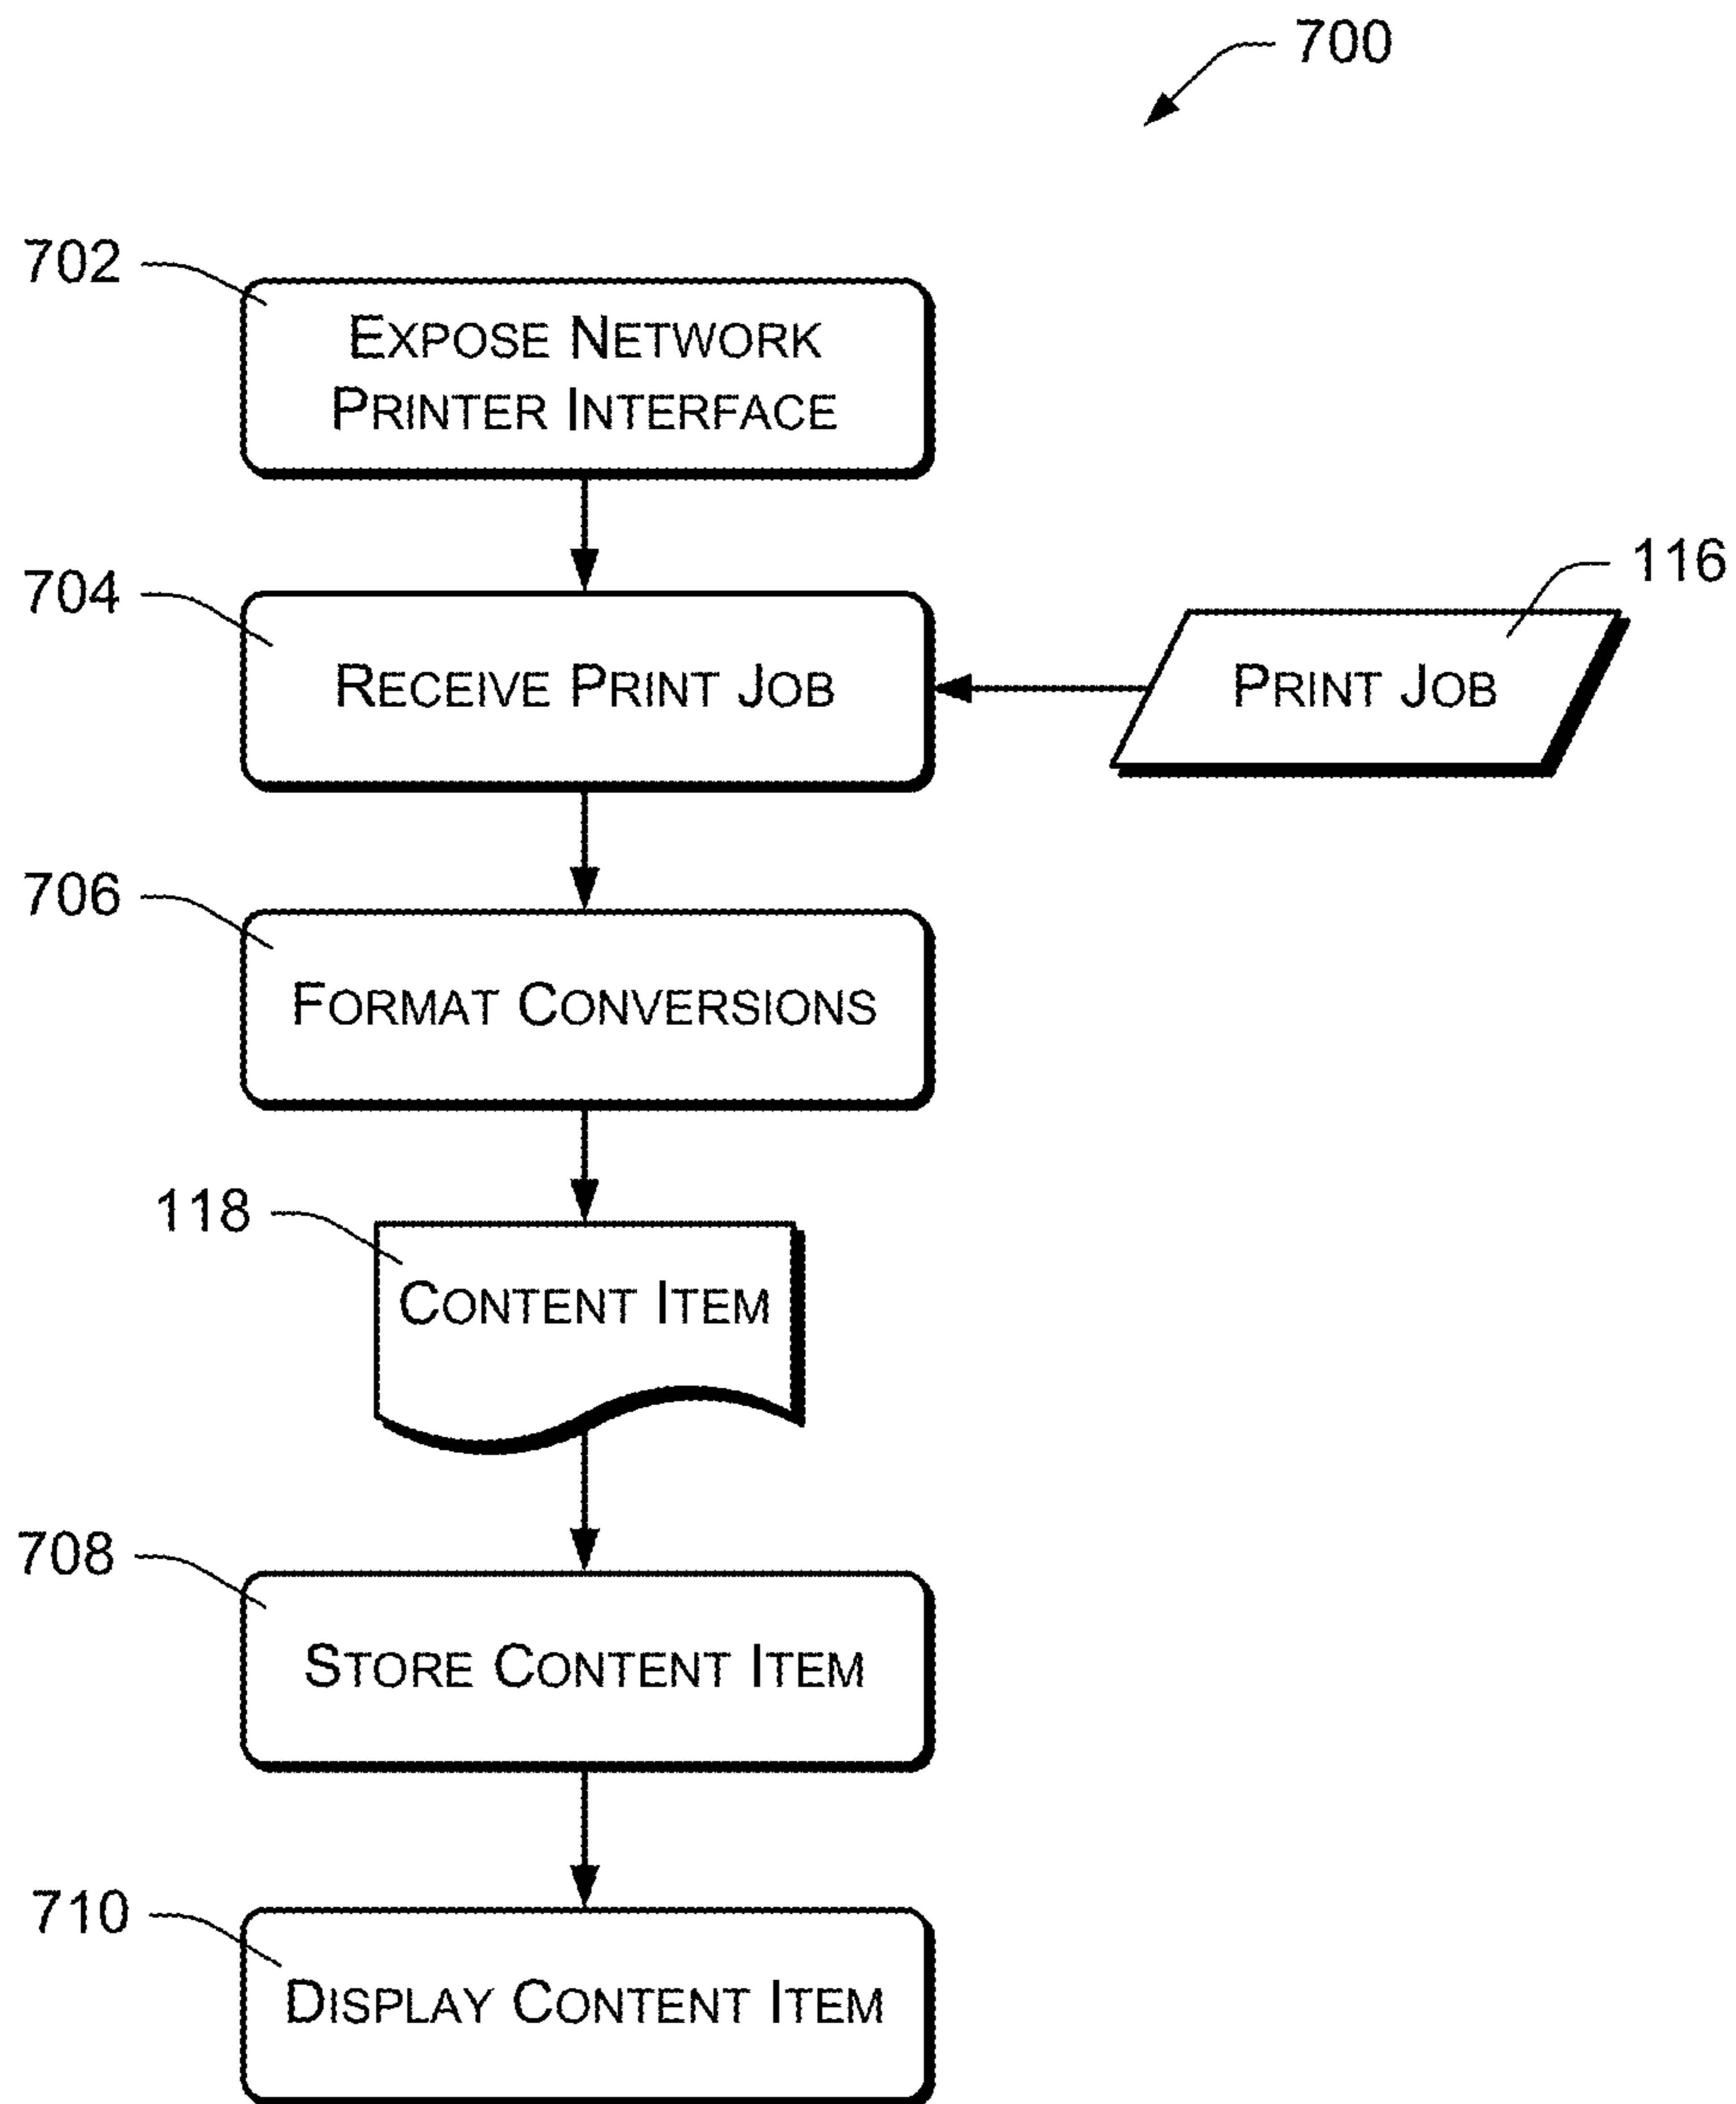 700
702
EXPOSE NETWORK
PRINTER INTERFACE
704
RECEIVE PRINT JOB
116
PRINT JOB
706
FORMAT CONVERSIONS
118
CONTENT ITEM
708
STORE CONTENT ITEM
710
DISPLAY CONTENT ITEM